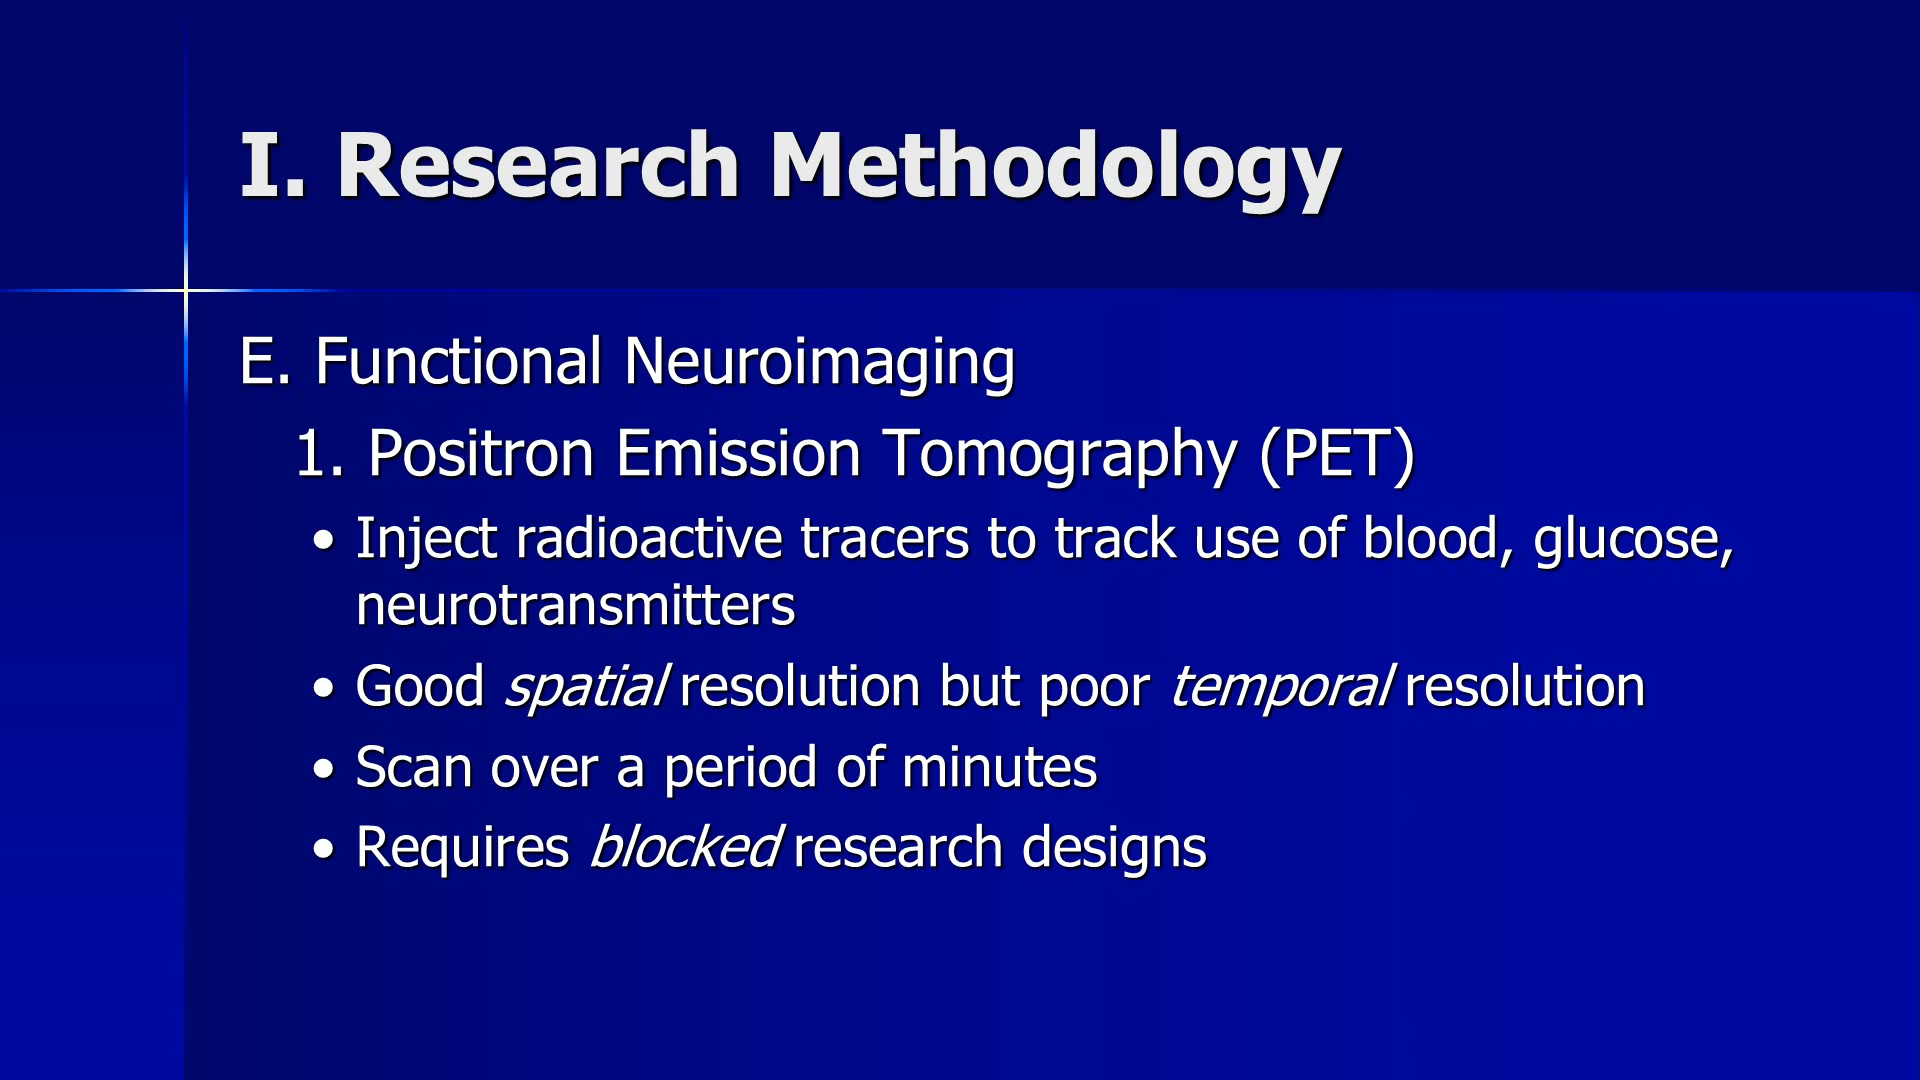 I. Research Methodology
E. Functional Neuroimaging
1. Positron Emission Tomography (PET)
• Inject radioactive tracers to track use of blood, glucose,
neurotransmitters
• Good spatial resolution but poor temporal resolution
• Scan over a period of minutes
• Requires blocked research designs